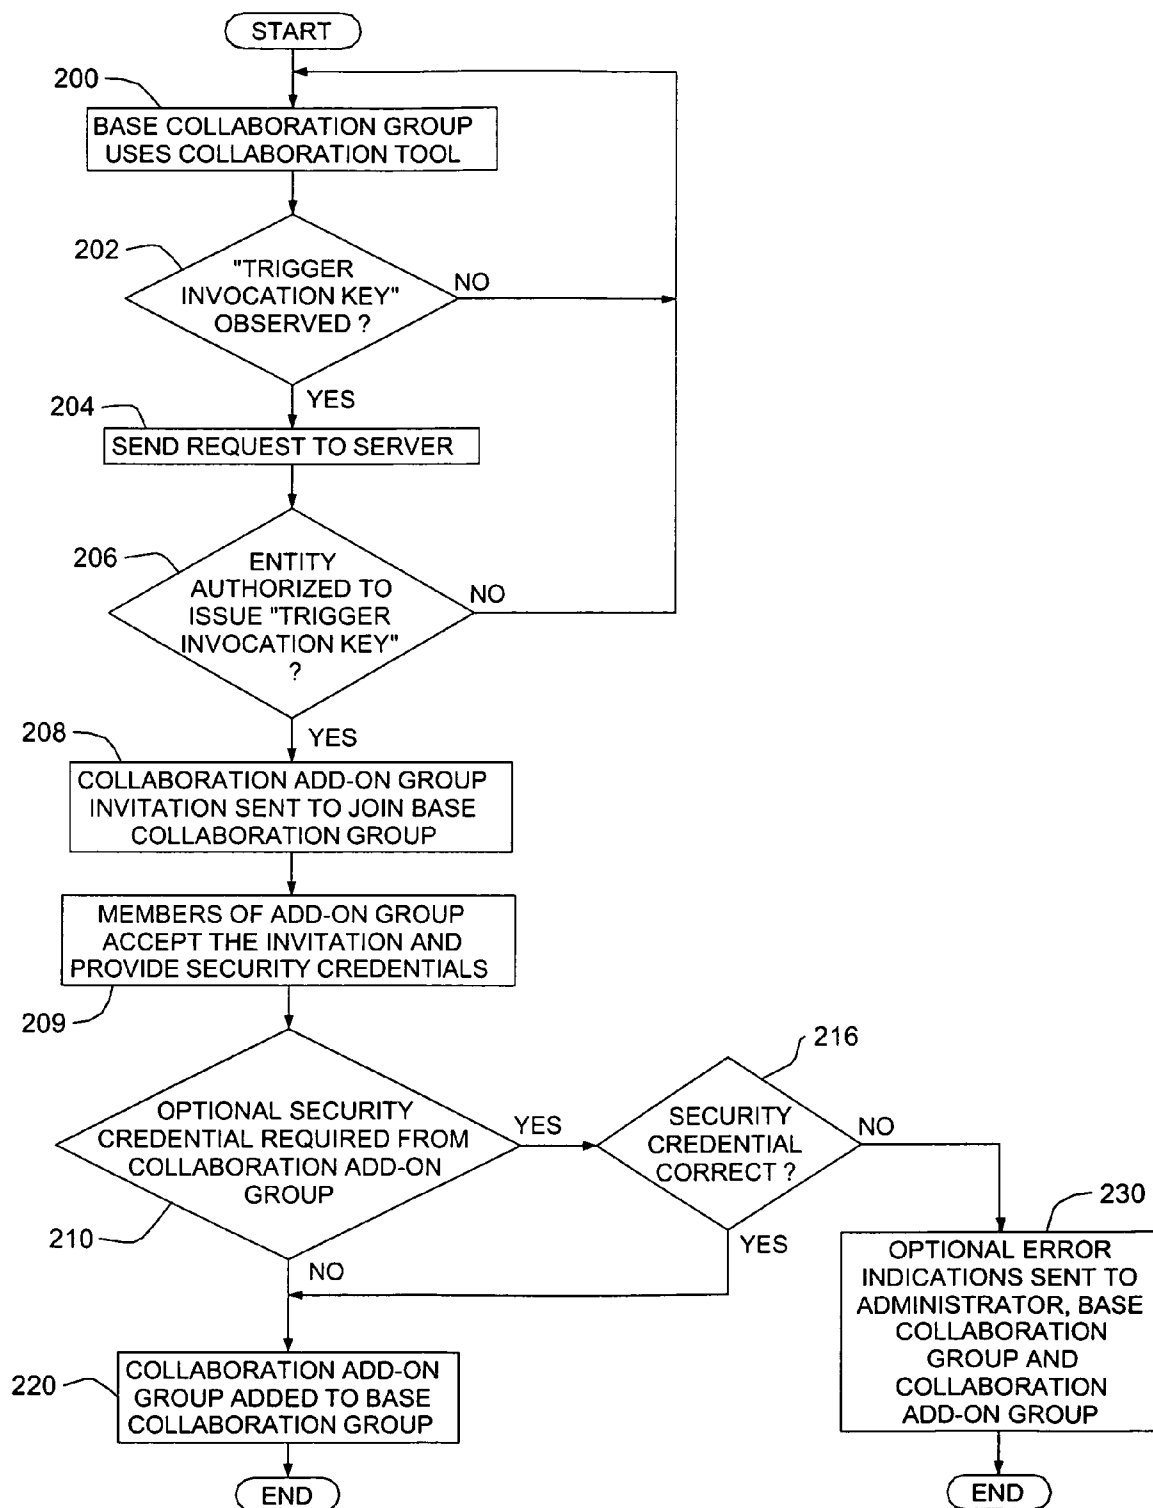 START
200
BASE COLLABORATION GROUP
USES COLLABORATION TOOL
202
"TRIGGER
INVOCATION KEY"
OBSERVED ?
NO
YES
204
SEND REQUEST TO SERVER
206
ENTITY
AUTHORIZED TO
ISSUE "TRIGGER
INVOCATION KEY"
?
NO
YES
208
COLLABORATION ADD-ON GROUP
INVITATION SENT TO JOIN BASE
COLLABORATION GROUP
MEMBERS OF ADD-ON GROUP
ACCEPT THE INVITATION AND
PROVIDE SECURITY CREDENTIALS
209
OPTIONAL SECURITY
CREDENTIAL REQUIRED FROM
COLLABORATION ADD-ON
GROUP
210
YES
NO
216
SECURITY
CREDENTIAL
CORRECT ?
NO
YES
230
OPTIONAL ERROR
INDICATIONS SENT TO
ADMINISTRATOR, BASE
COLLABORATION
GROUP AND
COLLABORATION
ADD-ON GROUP
220
COLLABORATION ADD-ON
GROUP ADDED TO BASE
COLLABORATION GROUP
END
END